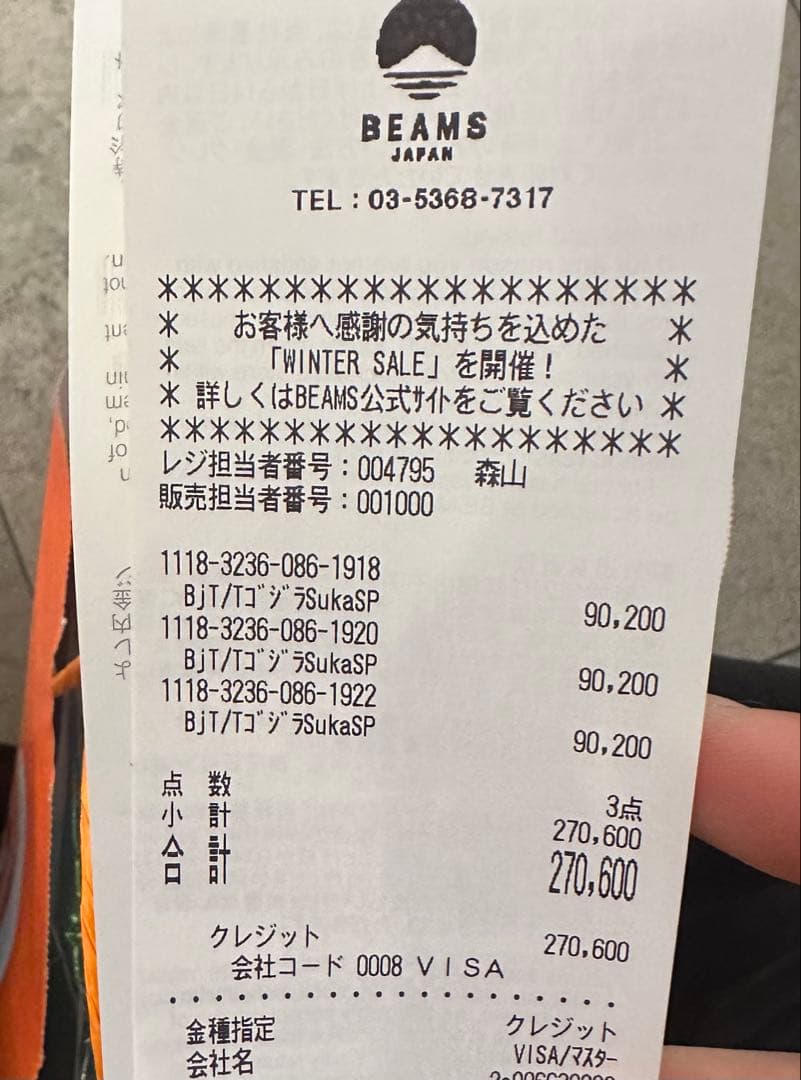 BEAMS
JAPAN
TEL：03-5368-7317
＊＊＊＊＊＊＊＊＊＊＊＊＊＊＊＊＊＊＊＊＊
＊ お客様へ感謝の気持ちを込めた ＊
＊ 「WINTER SALE」を開催！ ＊
＊ 詳しくはBEAMS公式ｻｲﾄをご覧ください ＊
＊＊＊＊＊＊＊＊＊＊＊＊＊＊＊＊＊＊＊＊＊
レジ担当者番号：004795 森山
販売担当者番号：001000
1118-3236-086-1918
BjT/TｺﾞｼﾞﾗSukaSP 90,200
1118-3236-086-1920
BjT/TｺﾞｼﾞﾗSukaSP 90,200
1118-3236-086-1922
BjT/Tｺﾞｼﾞﾗ​SukaSP 90,200
点 数 3点
小 計 270,600
合 計 270,600
クレジット 270,600
会社コード 0008 ＶＩＳＡ
金種指定 クレジット
会社名 VISA/ﾏｽﾀｰ